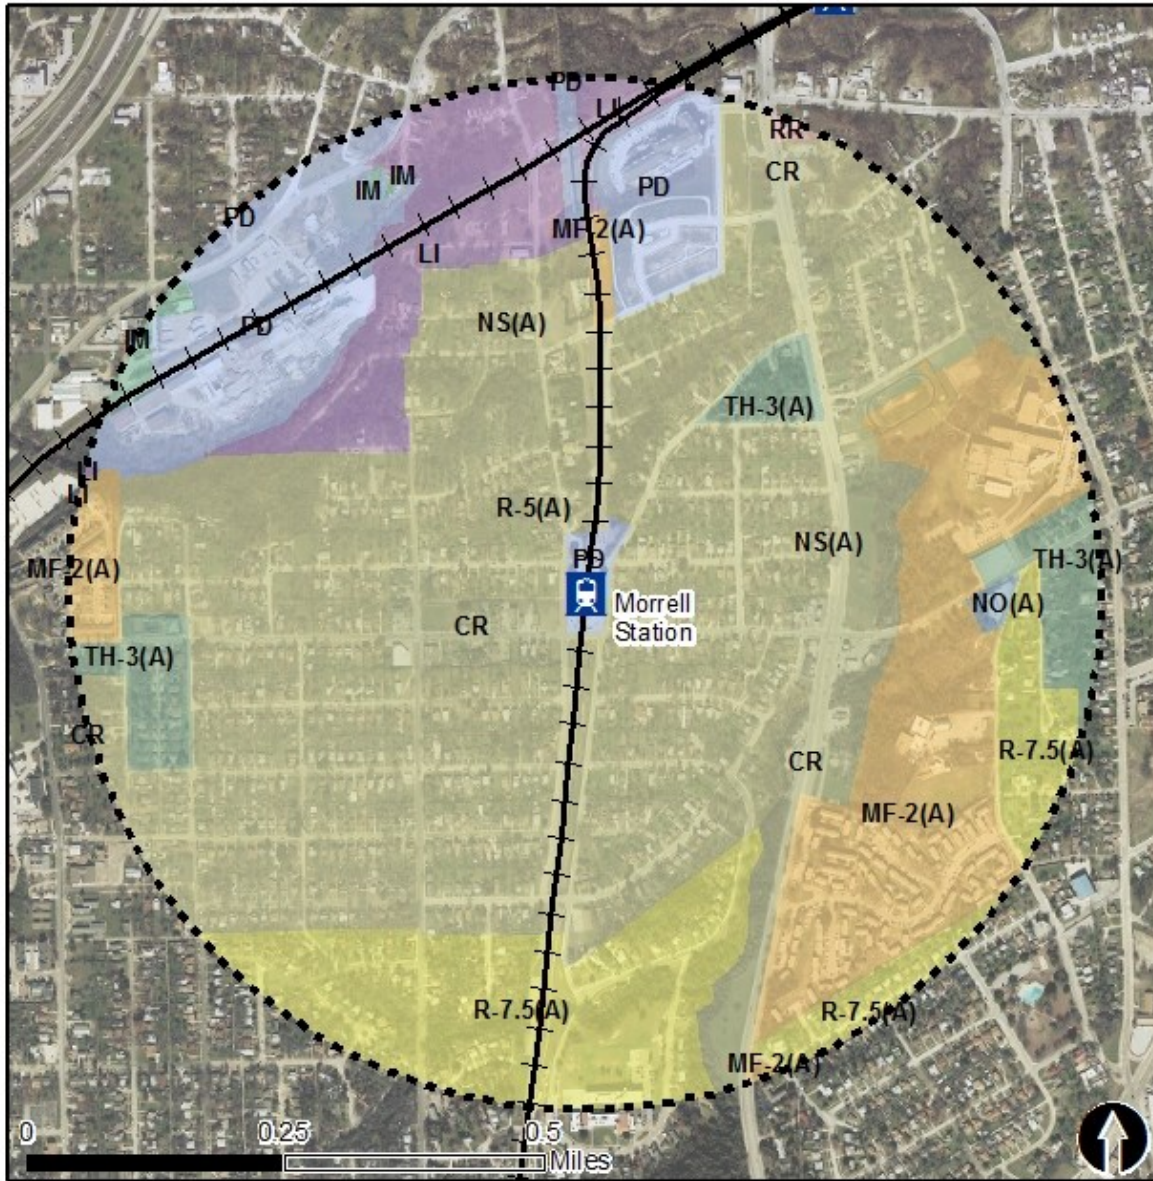 PD
LI
RR
CR
IM
IM
PD
PD
MF-2(A)
LI
NS(A)
PD
IM
TH-3(A)
LI
LI
R-5(A)
NS(A)
PD
TH-3(A)
MF-2(A)
NO(A)
Morrell
Station
CR
TH-3(A)
CR
R-7.5(A)
CR
MF-2(A)
R-7.5(A)
R-7.5(A)
MF-2(A)
0
0.25
0.5
Miles